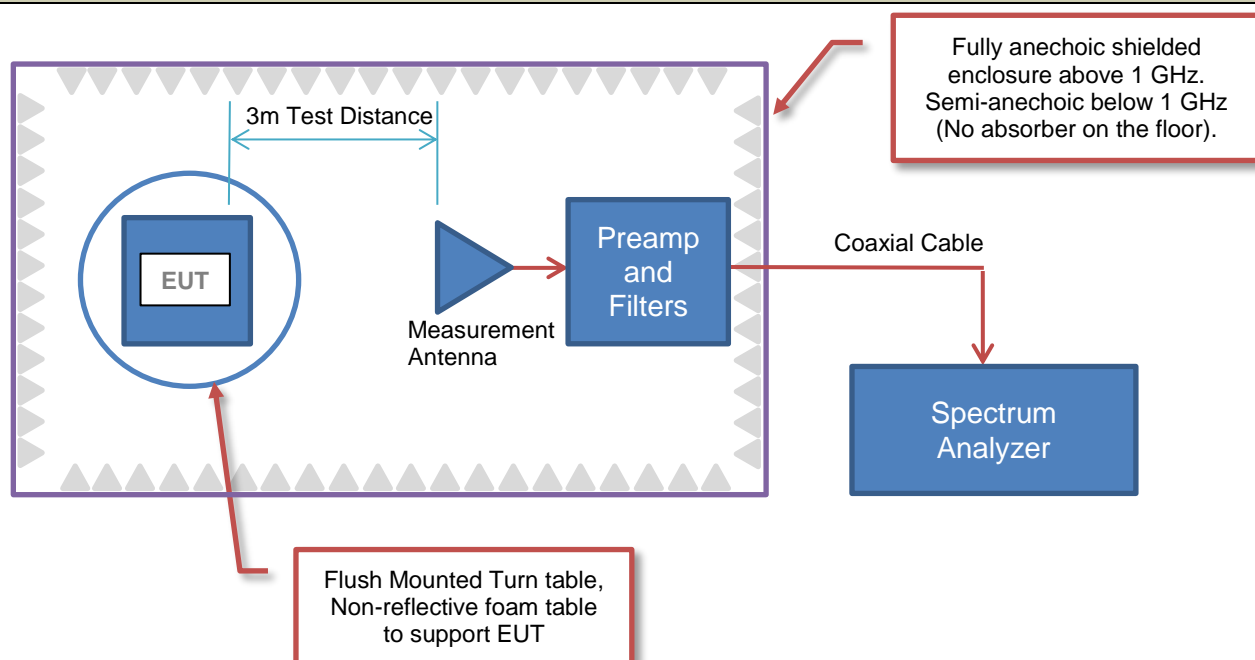 Fully anechoic shielded
enclosure above 1 GHz.
Semi-anechoic below 1 GHz
(No absorber on the floor).
3m Test Distance
EUT
Preamp
and
Filters
Coaxial Cable
Measurement
Antenna
Spectrum
Analyzer
Flush Mounted Turn table,
Non-reflective foam table
to support EUT